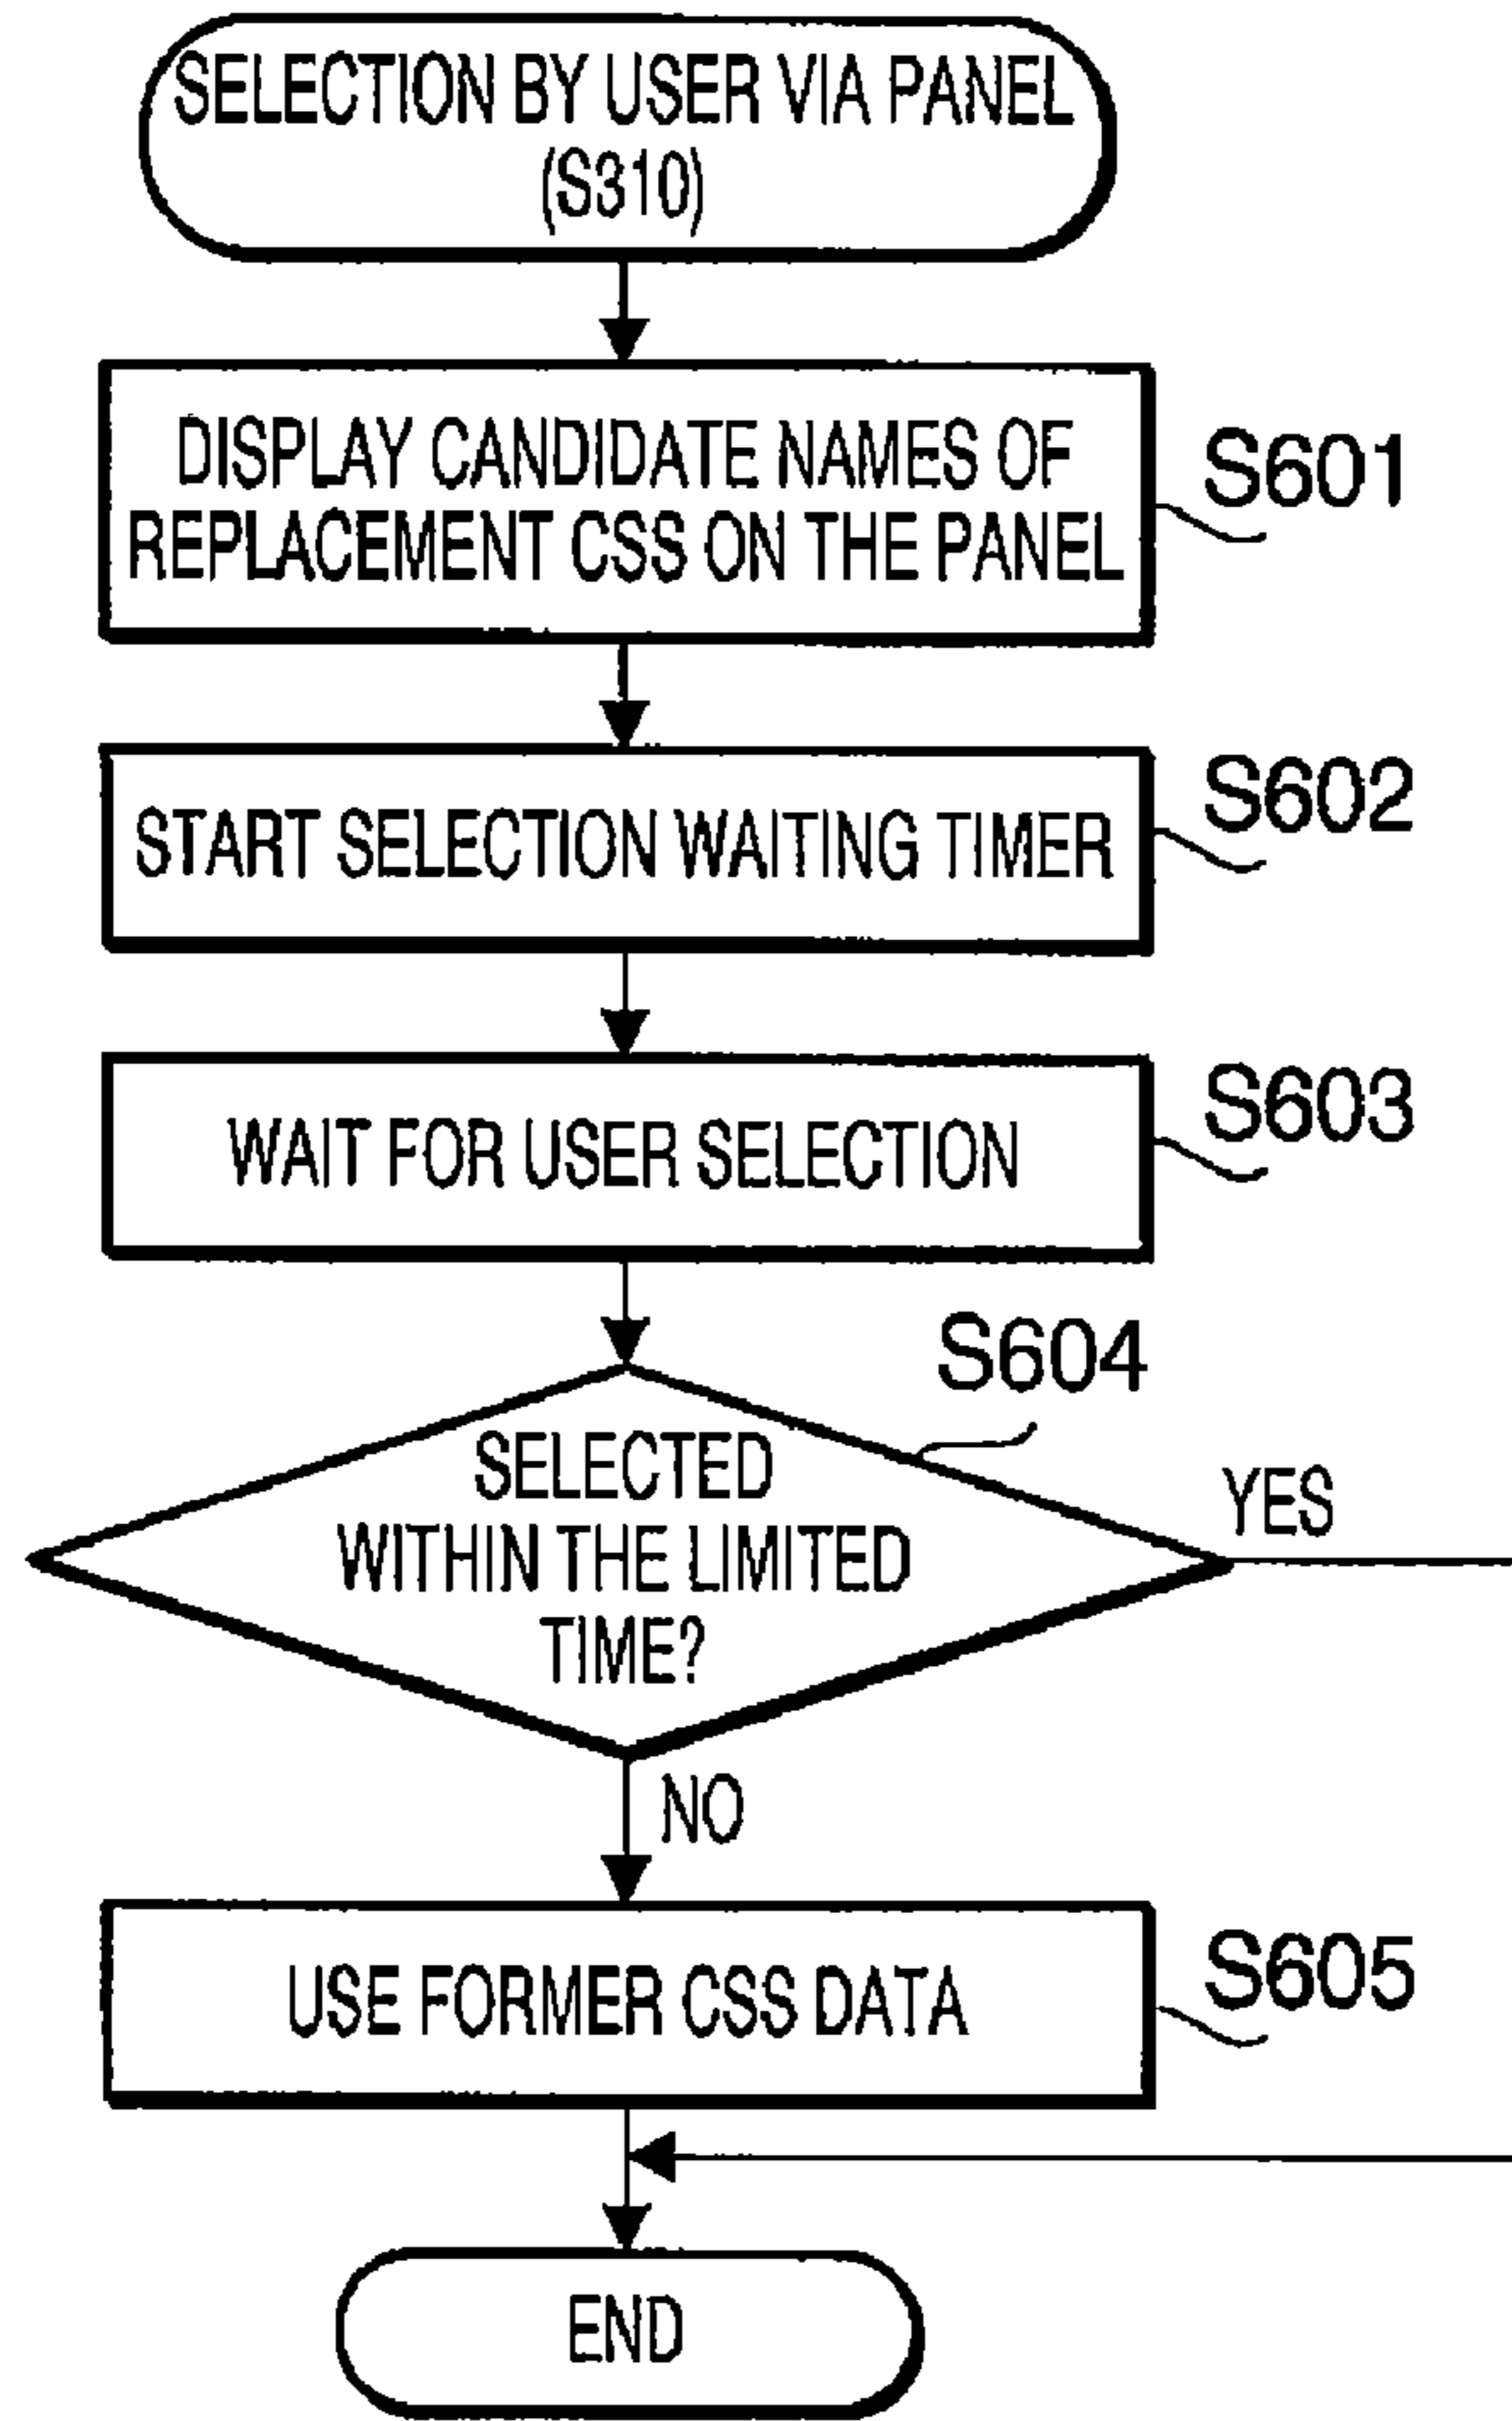 SELECTION BY USER VIA PANEL
(S310)
DISPLAY CANDIDATE NAMES OF
REPLACEMENT CSS ON THE PANEL
S601
START SELECTION WAITING TIMER
S602
WAIT FOR USER SELECTION
S603
S604
SELECTED
WITHIN THE LIMITED
TIME?
YES
NO
USE FORMER CSS DATA
S605
END